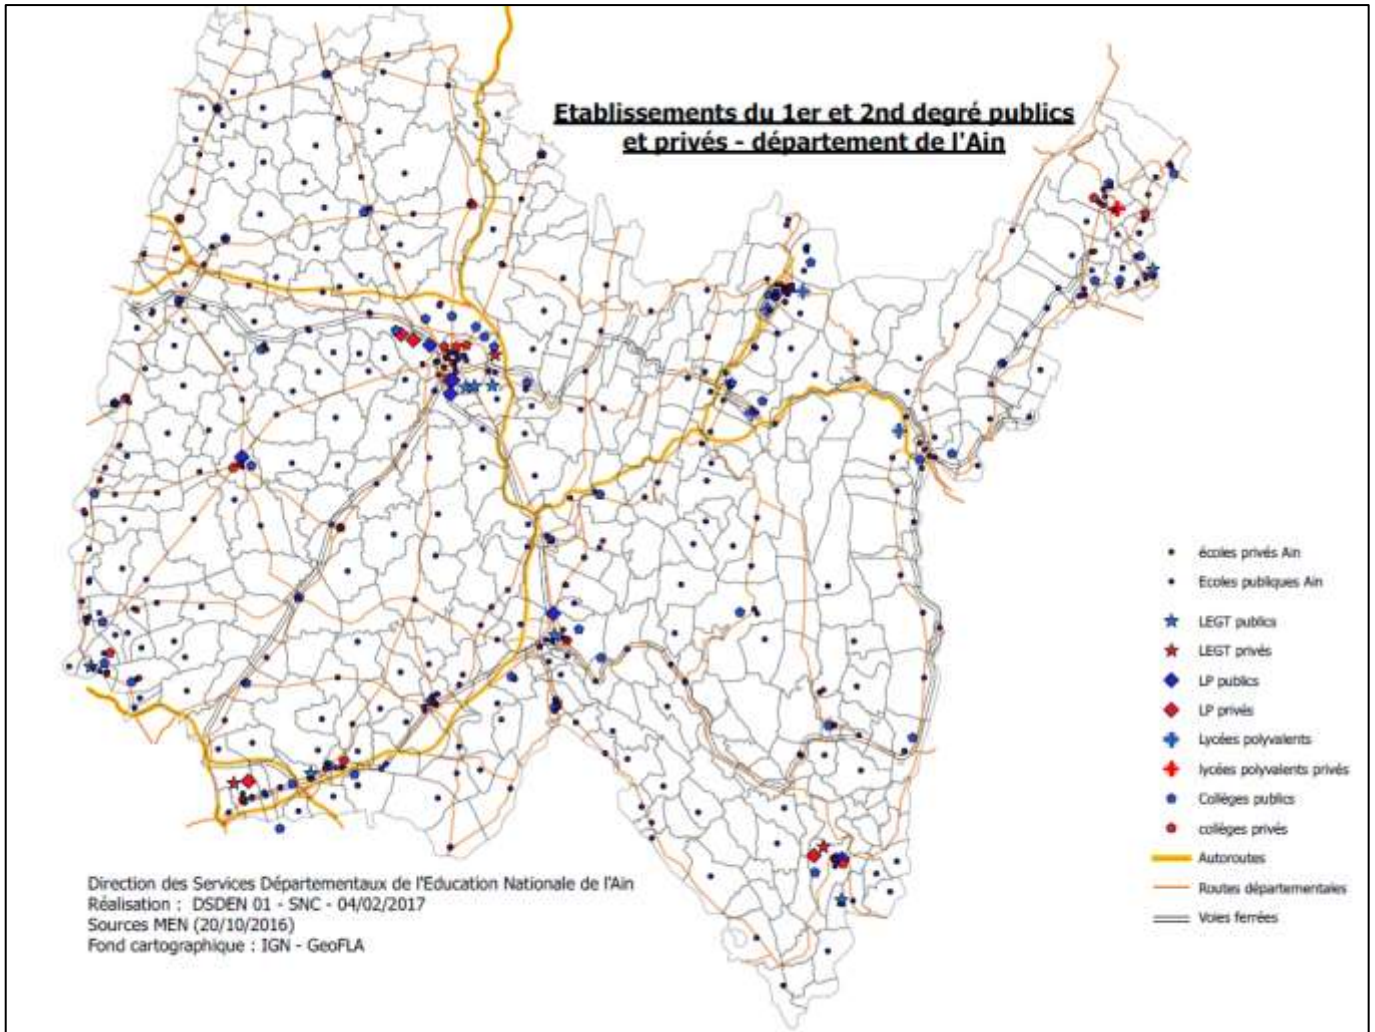 Etablissements du 1er et 2nd degré publics
et privés - département de l'Ain
écoles privés Ain
Ecoles publiques Ain
LEGT publics
LEGT privés
LP publics
LP privés
Lycées polyvalents
lycées polyvalents privés
Collèges publics
collèges privés
Autoroutes
Routes départementales
Voies ferrées
Direction des Services Départementaux de l'Education Nationale de l'Ain
Réalisation : DSDEN 01 - SNC - 04/02/2017
Sources MEN (20/10/2016)
Fond cartographique : IGN - GeoFLA